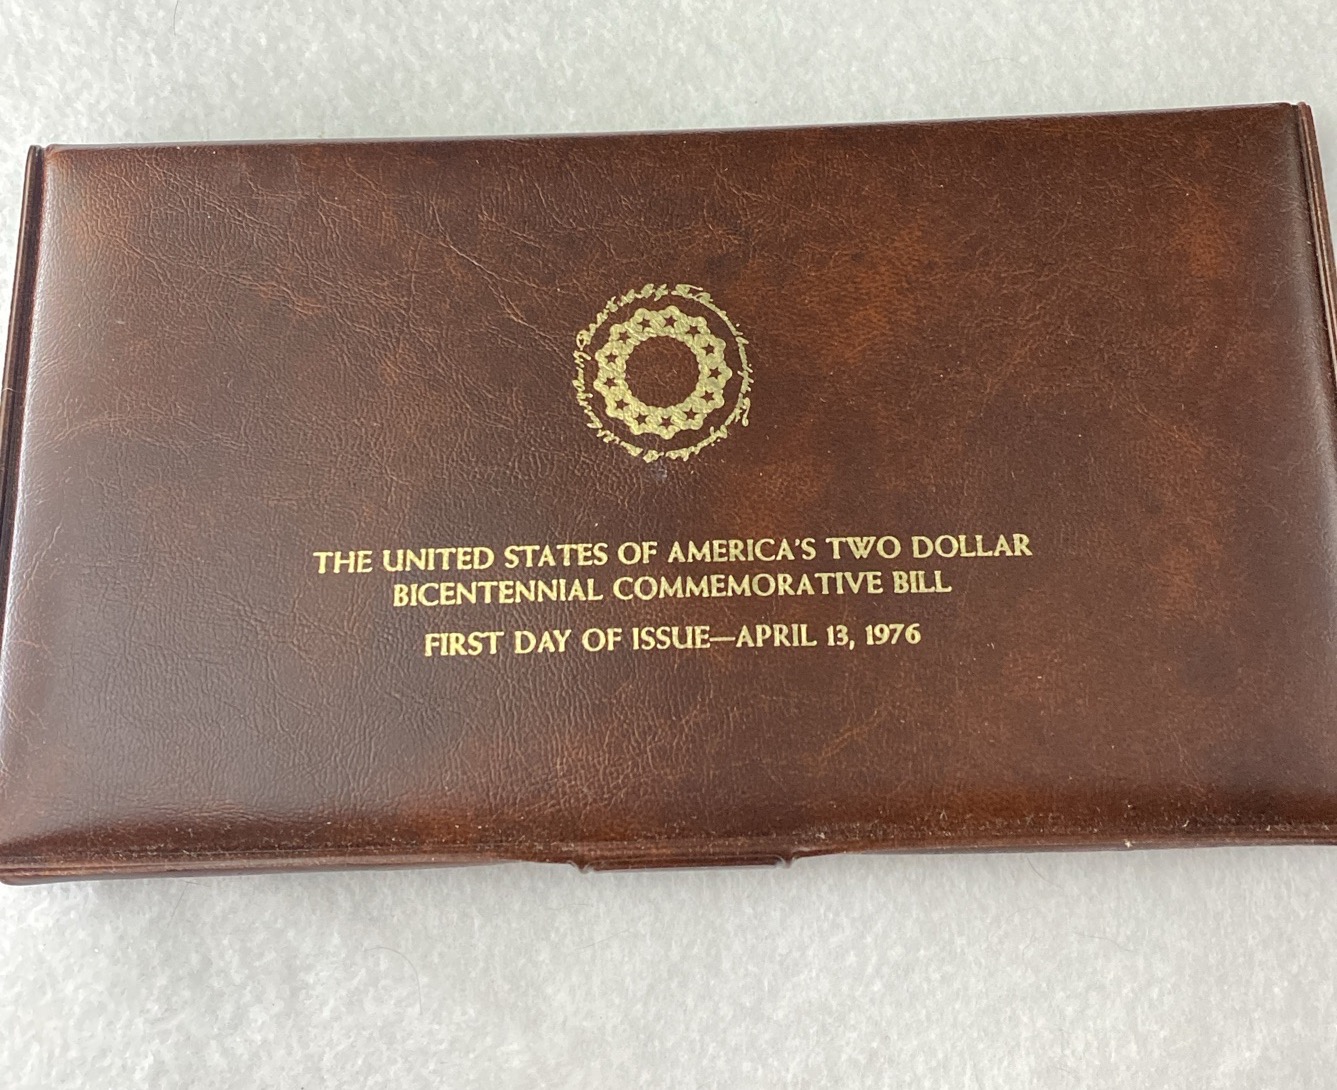 THE UNITED STATES OF AMERICA'S TWO DOLLAR
BICENTENNIAL COMMEMORATIVE BILL
FIRST DAY OF ISSUE—APRIL 13, 1976